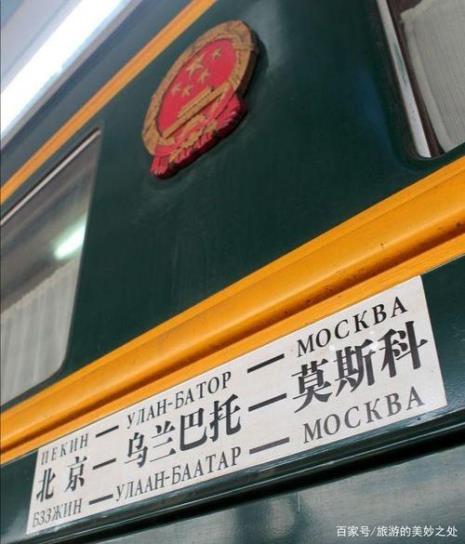 ПЕКИН — УЛАН-БАТОР — МОСКВА
北京—乌兰巴托—莫斯科
БЭЭЖИН — УЛААН-БААТАР — МОСКВА
百家号/旅游的美妙之处